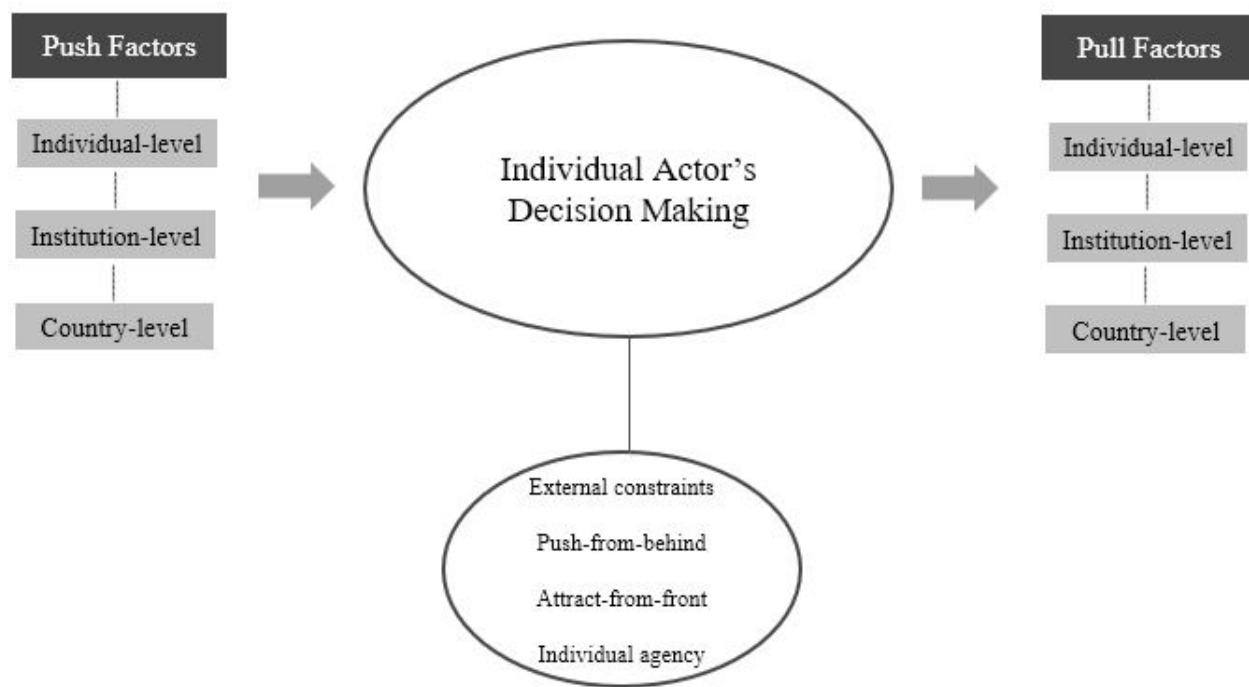 Push Factors
Individual-level
Institution-level
Country-level
Individual Actor’s
Decision Making
External constraints
Push-from-behind
Attract-from-front
Individual agency
Pull Factors
Individual-level
Institution-level
Country-level